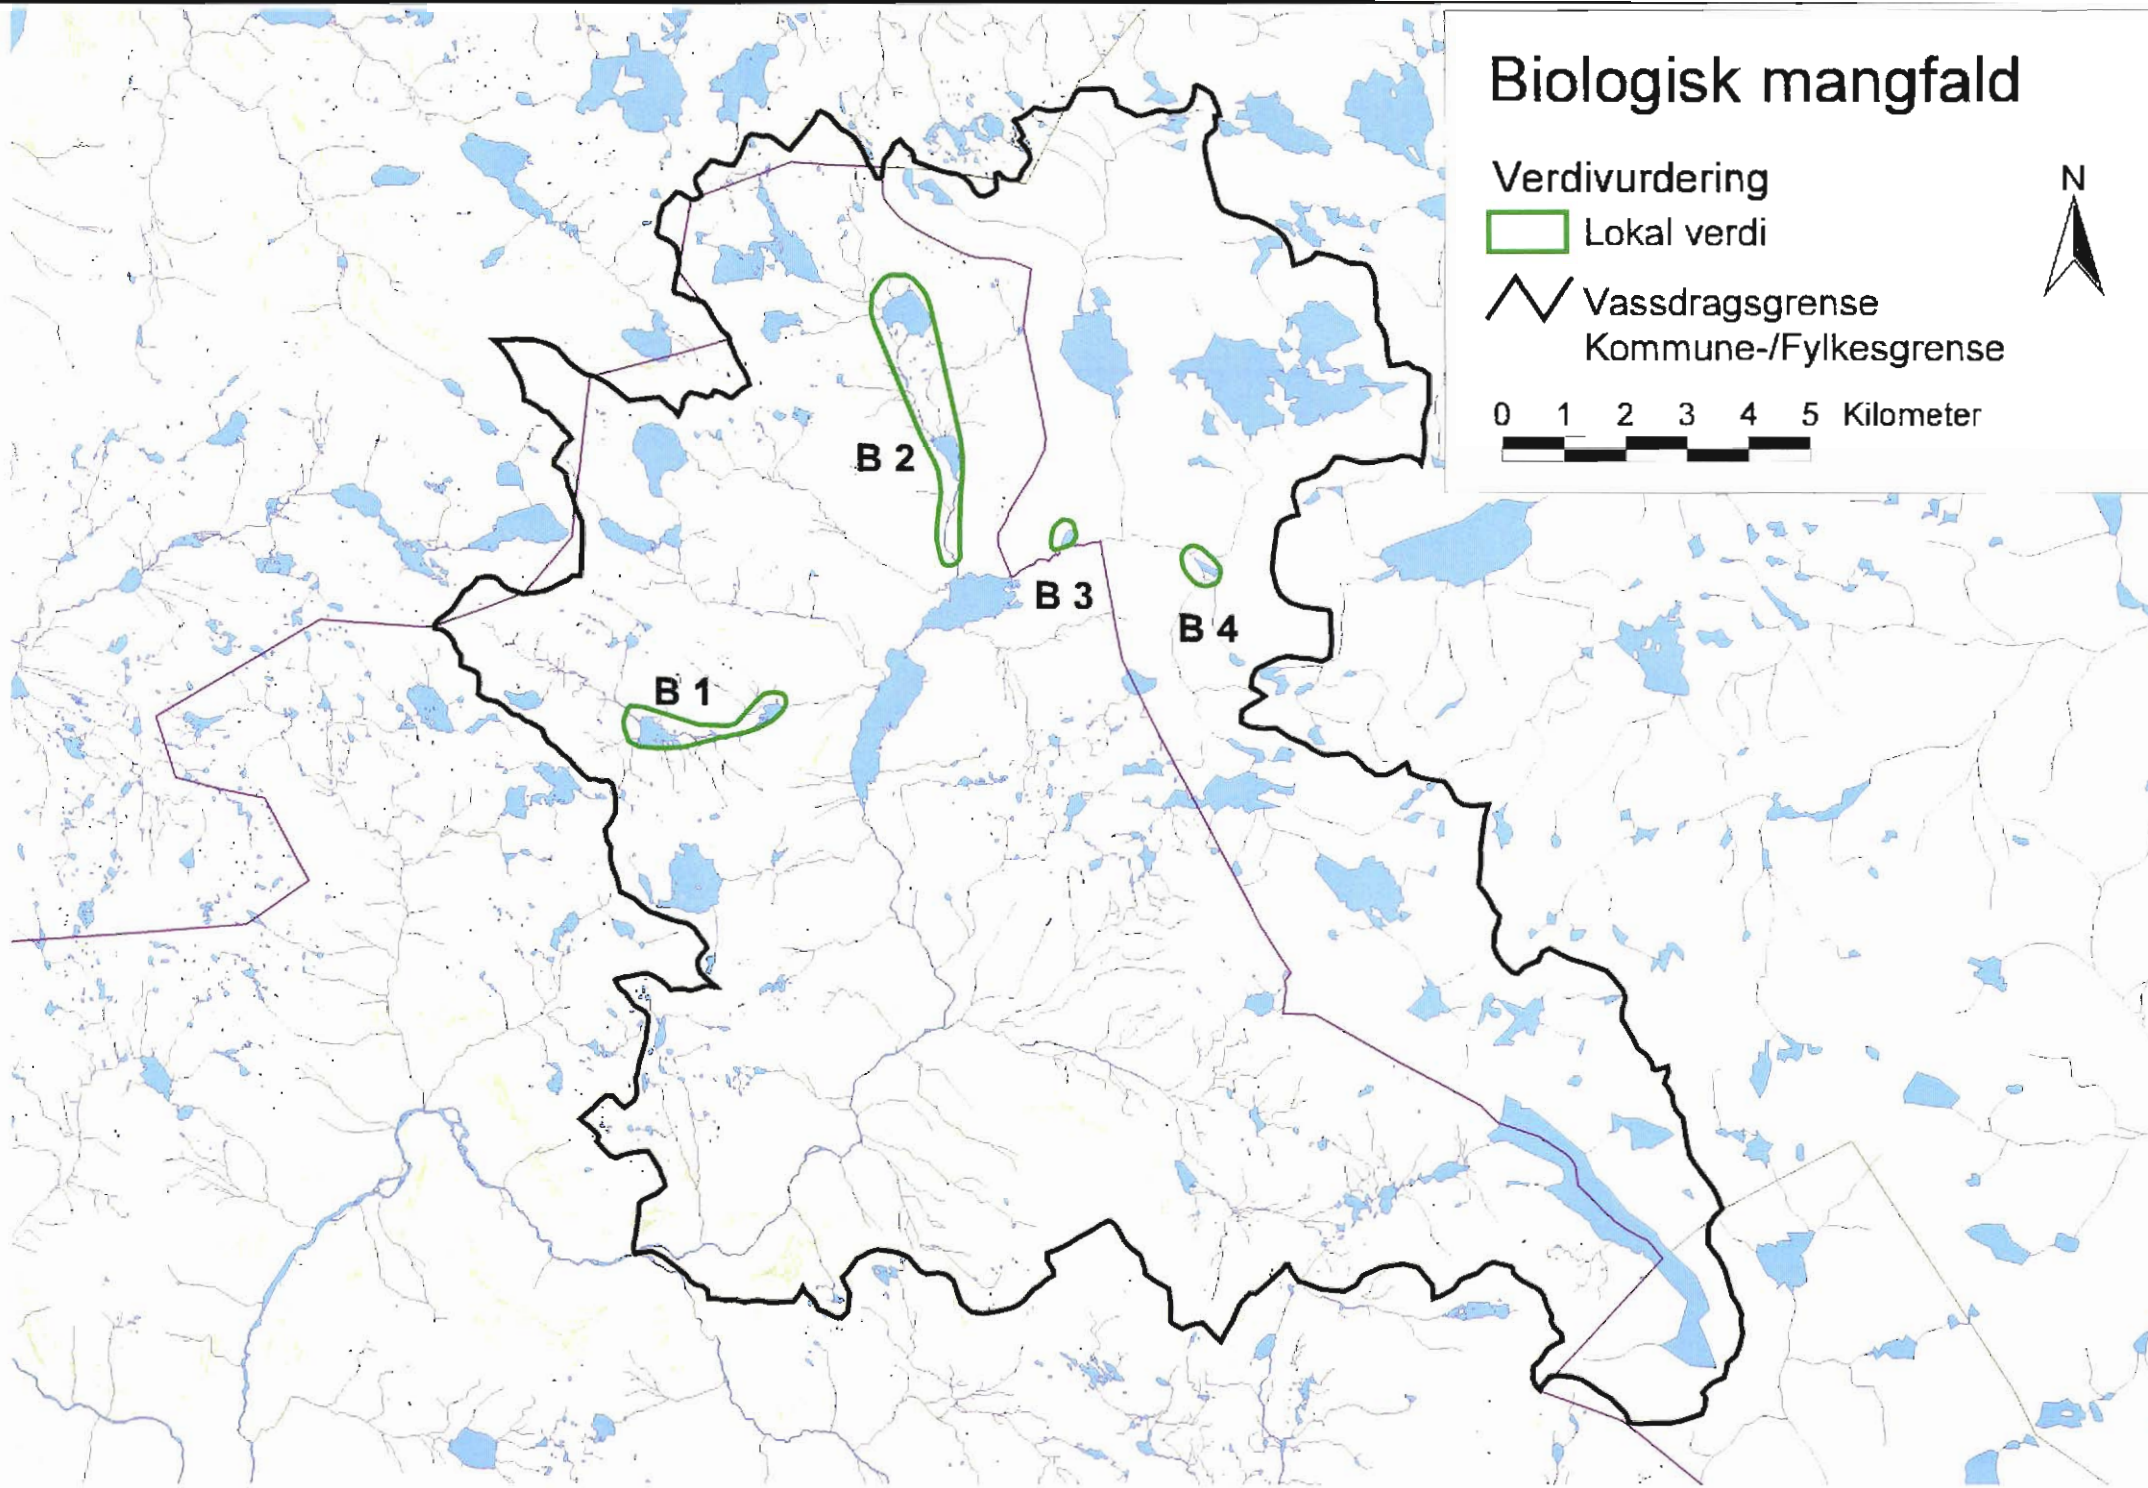 Biologisk mangfald
Verdivurdering
Lokal verdi
Vassdragsgrense
Kommune-/Fylkesgrense
N
0 1 2 3 4 5 Kilometer
B 2
B 3
B 4
B 1